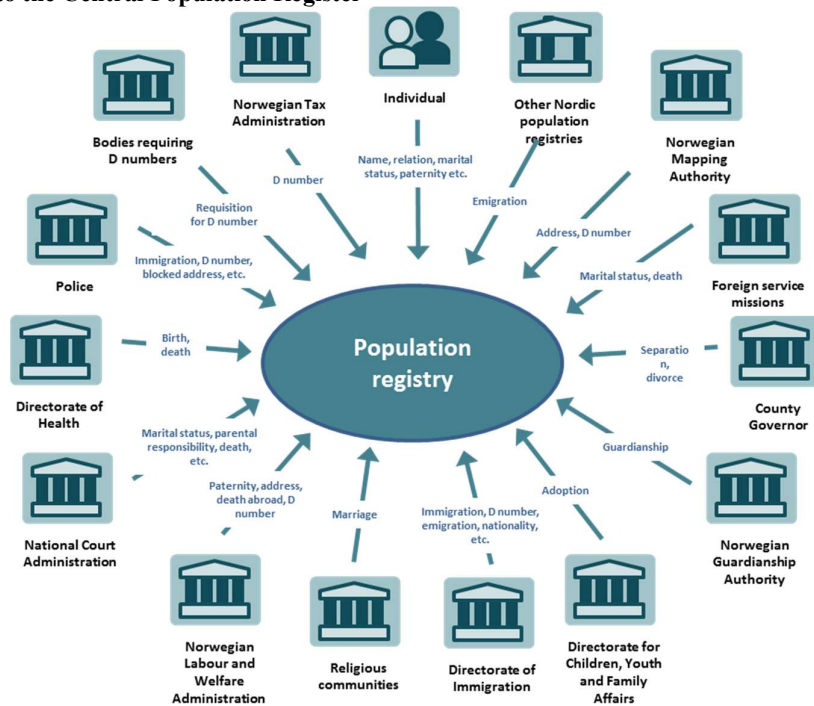 to the Central Population Register
Bodies requiring
D numbers
Norwegian Tax
Administration
Individual
Other Nordic
population
registries
Norwegian
Mapping
Authority
Requisition
for D number
D number
Name, relation, marital
status, paternity etc.
Emigration
Address, D number
Police
Immigration, D number,
blocked address, etc.
Marital status, death
Foreign service
missions
Directorate of
Health
Birth,
death
Population
registry
Separatio
n,
divorce
County
Governor
National Court
Administration
Marital status, parental
responsibility, death,
etc.
Guardianship
Norwegian
Guardianship
Authority
Paternity, address,
death abroad, D
number
Marriage
Immigration, D number,
emigration, nationality,
etc.
Adoption
Norwegian
Labour and
Welfare
Administration
Religious
communities
Directorate of
Immigration
Directorate for
Children, Youth
and Family
Affairs